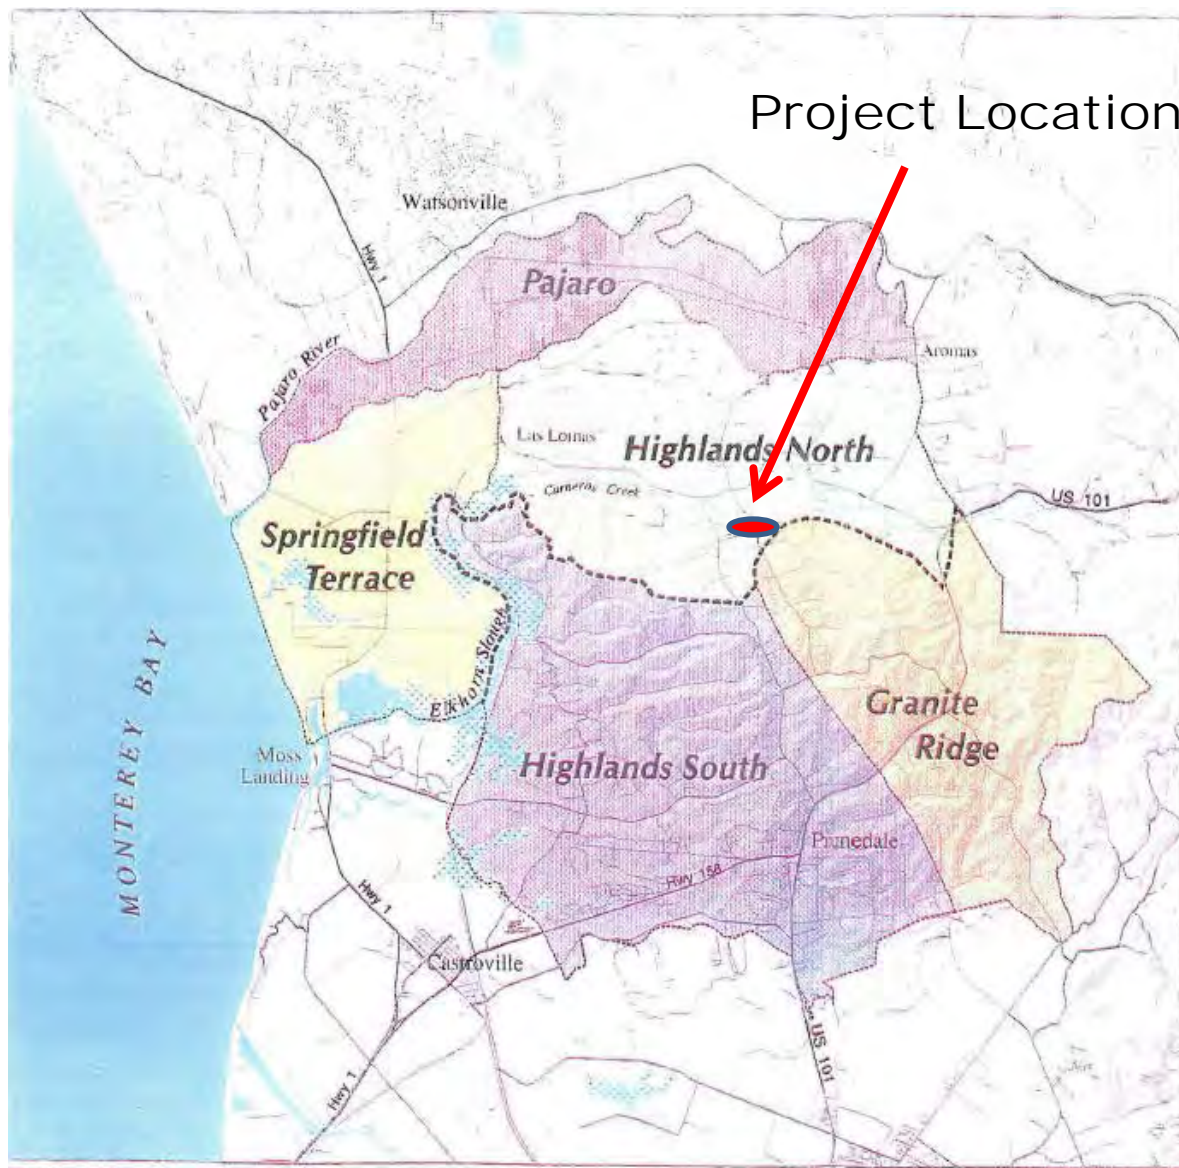 Project Location
Watsonville
Hwy 1
Pajaro
Pajaro River
Aromas
Las Lomas
Highlands North
Carneros Creek
US 101
Springfield
Terrace
Elkhorn Slough
MONTEREY BAY
Granite
Ridge
Moss
Landing
Highlands South
Prunedale
Hwy 156
Hwy 1
Castroville
US 101
Hwy 1